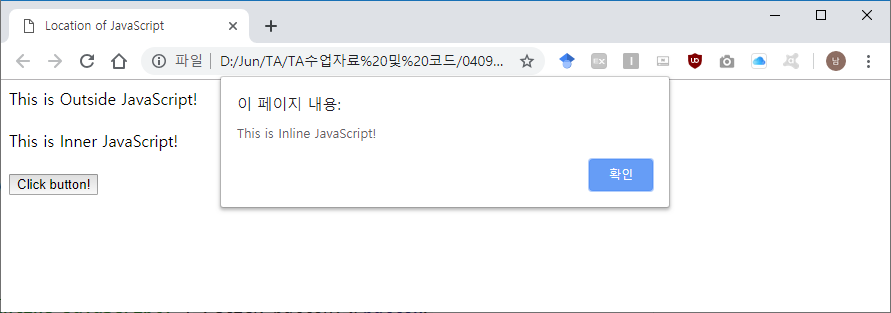 Location of JavaScript
파일 D:/Jun/TA/TA수업자료%20및%20코드/0409...
This is Outside JavaScript!
This is Inner JavaScript!
Click button!
이 페이지 내용:
This is Inline JavaScript!
확인
남